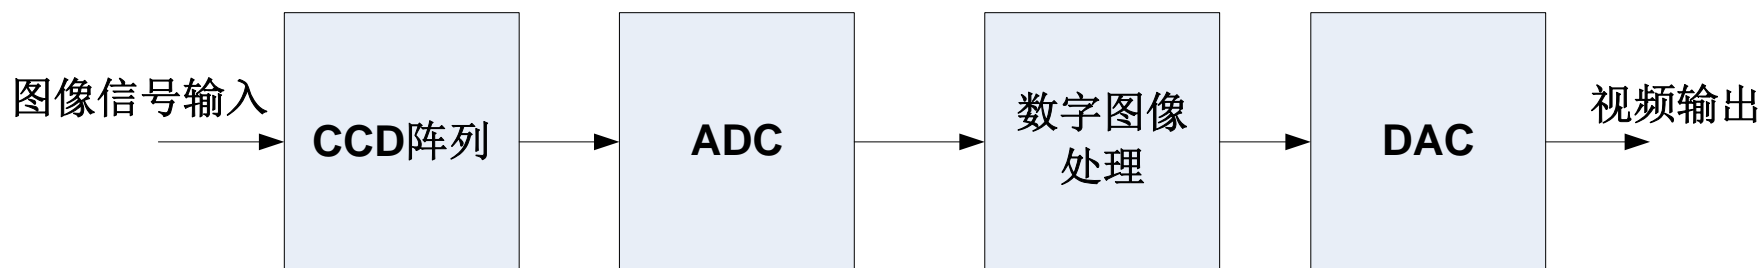 图像信号输入
CCD阵列
ADC
数字图像
处理
DAC
视频输出